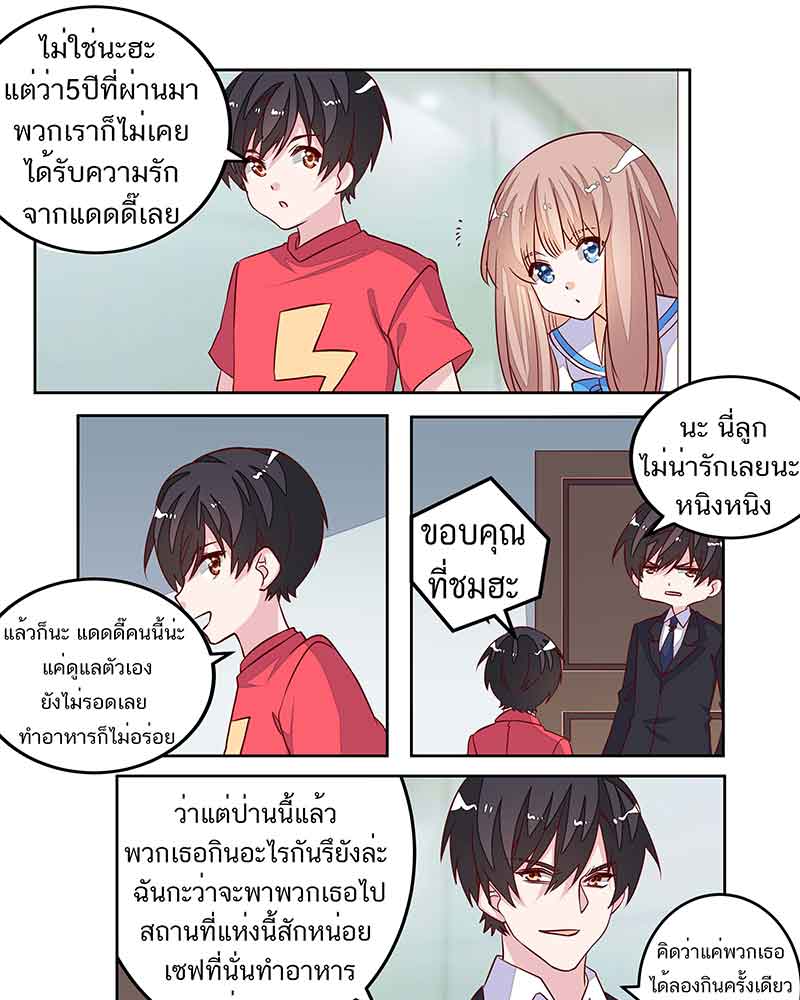 ไม่ใช่นะฮะ
แต่ว่า5ปีที่ผ่านมา
พวกเราก็ไม่เคย
ได้รับความรัก
จากแดดดี๊เลย
แล้วก็นะ แดดดี๊คนนี้น่ะ
แค่ดูแลตัวเอง
ยังไม่รอดเลย
ทำอาหารก็ไม่อร่อย
นะ นี่ลูก
ไม่น่ารักเลยนะ
หนิงหนิง
ขอบคุณ
ที่ชมฮะ
ว่าแต่ป่านนี้แล้ว
พวกเธอกินอะไรกันรึยังล่ะ
ฉันกะว่าจะพาพวกเธอไป
สถานที่แห่งนี้สักหน่อย
เซฟที่นั่นทำอาหาร
คิดว่าแค่พวกเธอ
ได้ลองกินครั้งเดียว